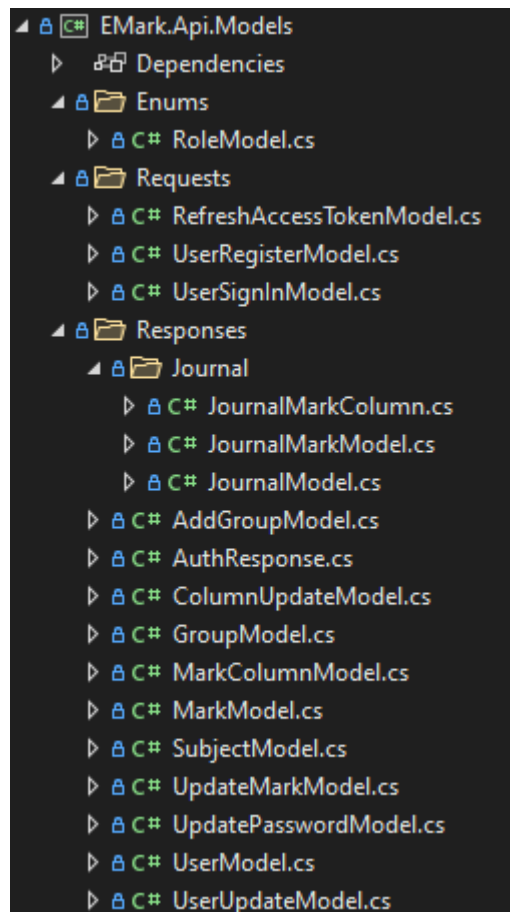 C# EMark.Api.Models
Dependencies
Enums
C# RoleModel.cs
Requests
C# RefreshAccessTokenModel.cs
C# UserRegisterModel.cs
C# UserSignInModel.cs
Responses
Journal
C# JournalMarkColumn.cs
C# JournalMarkModel.cs
C# JournalModel.cs
C# AddGroupModel.cs
C# AuthResponse.cs
C# ColumnUpdateModel.cs
C# GroupModel.cs
C# MarkColumnModel.cs
C# MarkModel.cs
C# SubjectModel.cs
C# UpdateMarkModel.cs
C# UpdatePasswordModel.cs
C# UserModel.cs
C# UserUpdateModel.cs